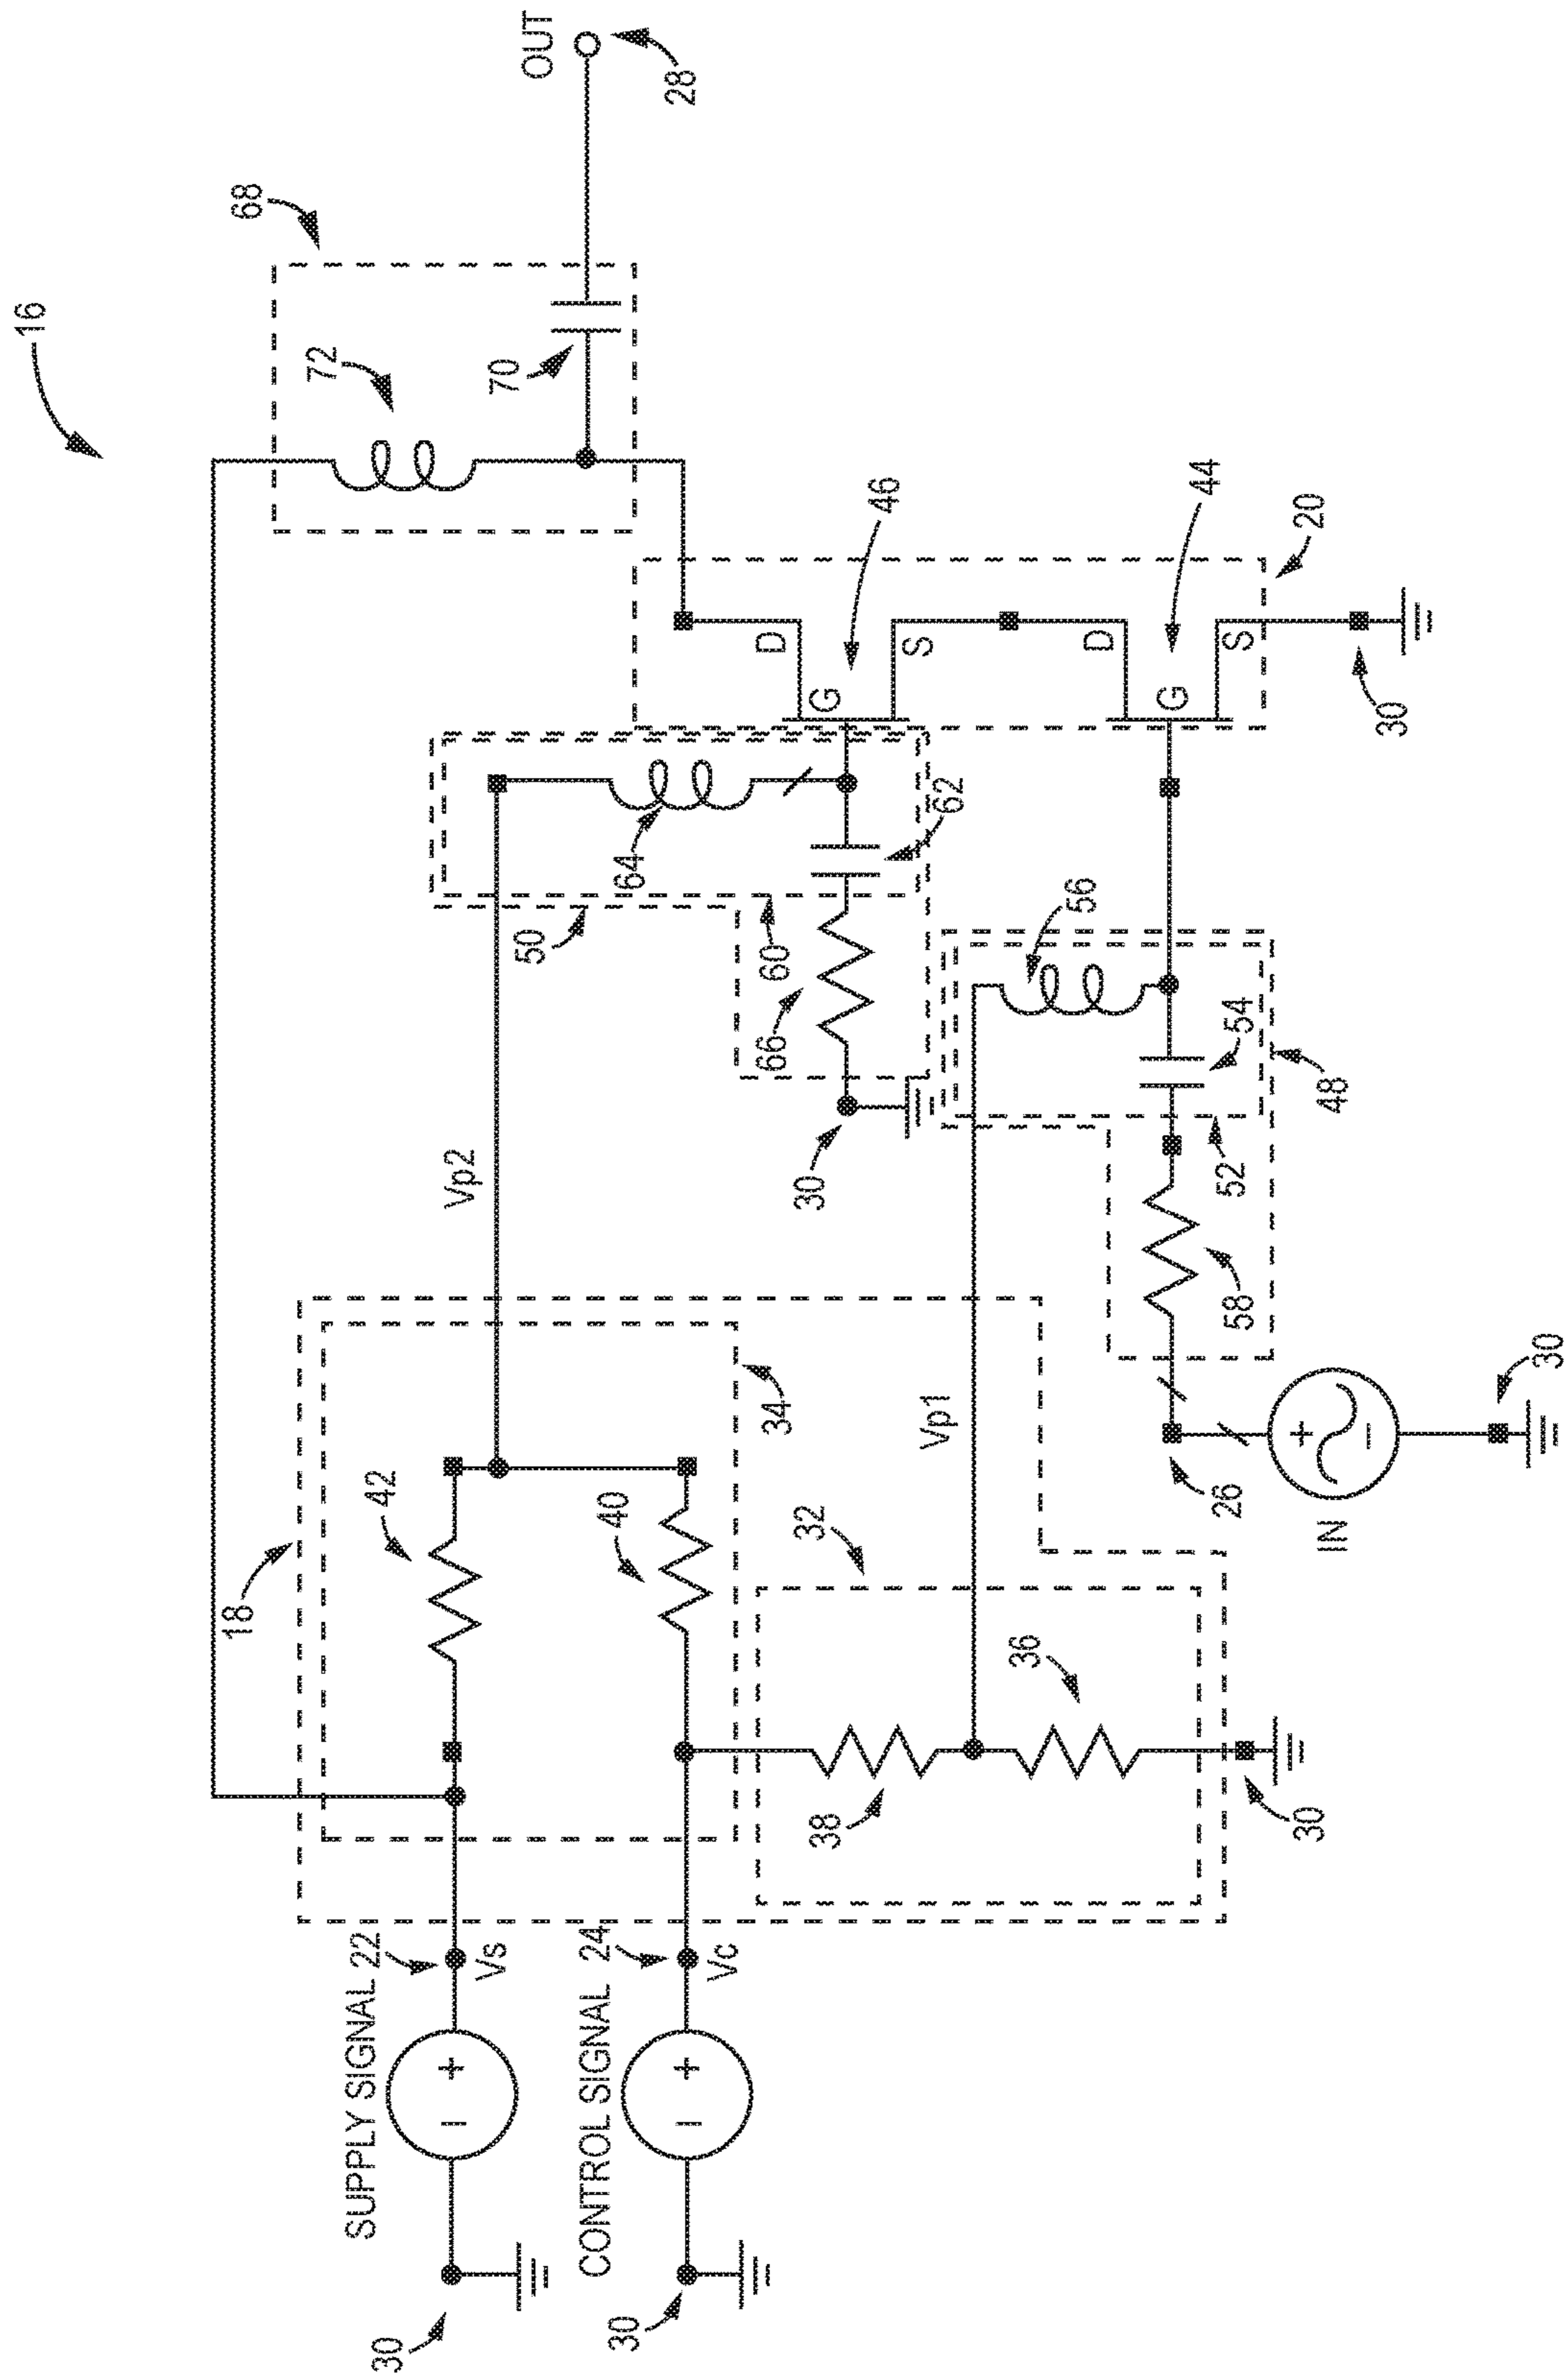 16
OUT
28
68
72
70
46
44
20
D
G
S
D
G
S
30
62
64
50
60
66
30
56
54
48
52
58
Vp2
Vp1
34
18
42
40
32
36
38
30
26
IN
30
SUPPLY SIGNAL 22
Vs
CONTROL SIGNAL 24
Vc
30
30
+
−
+
−
+
−